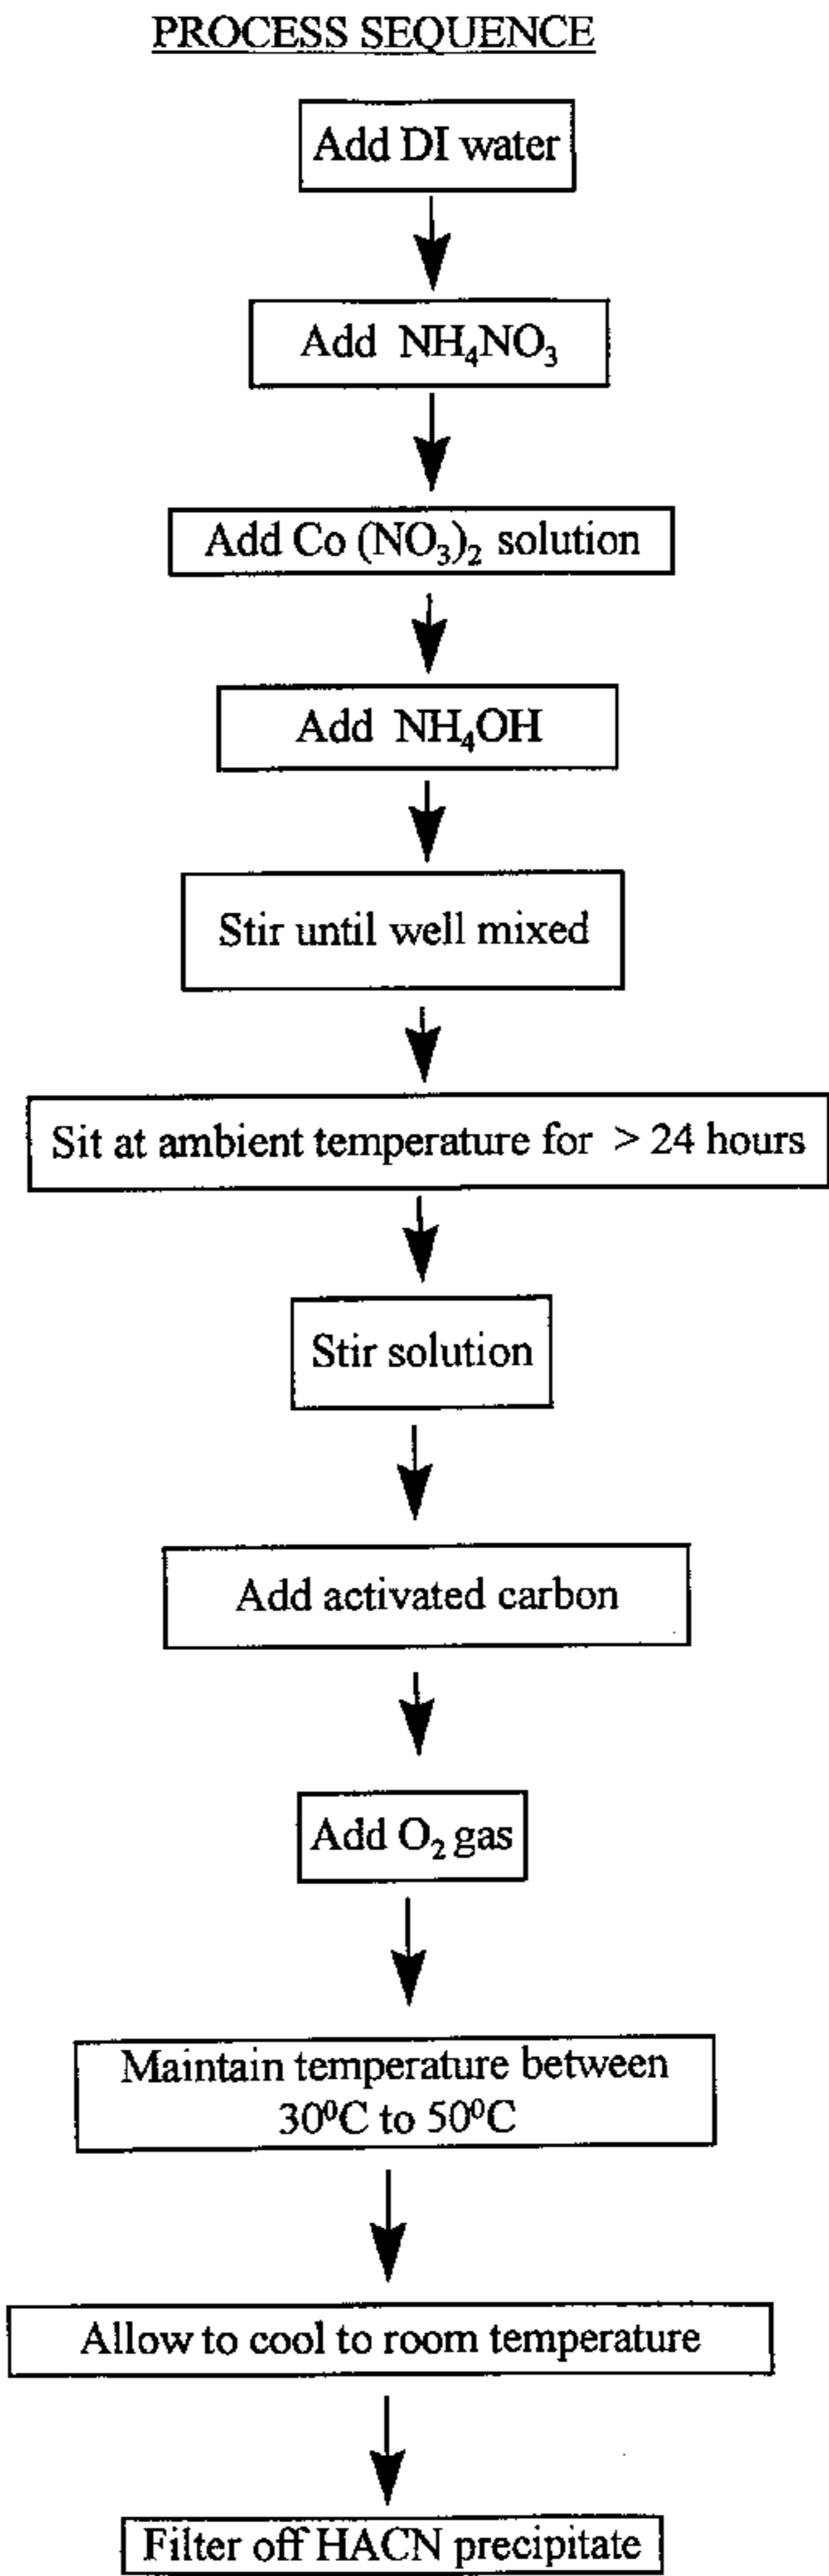 PROCESS SEQUENCE
Add DI water
Add NH₄NO₃
Add Co (NO₃)₂ solution
Add NH₄OH
Stir until well mixed
Sit at ambient temperature for > 24 hours
Stir solution
Add activated carbon
Add O₂ gas
Maintain temperature between
30⁰C to 50⁰C
Allow to cool to room temperature
Filter off HACN precipitate